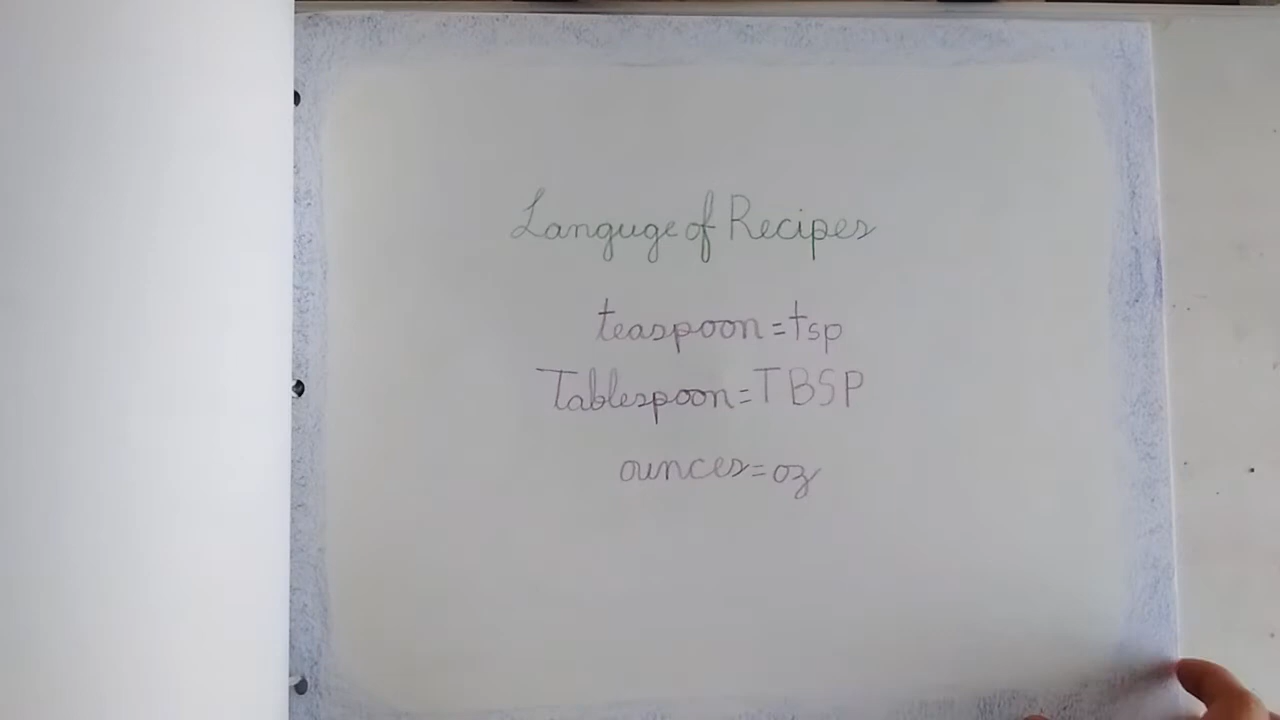 Languge of Recipes
teaspoon=tsp
Tablespoon=TBSP
ounces=oz